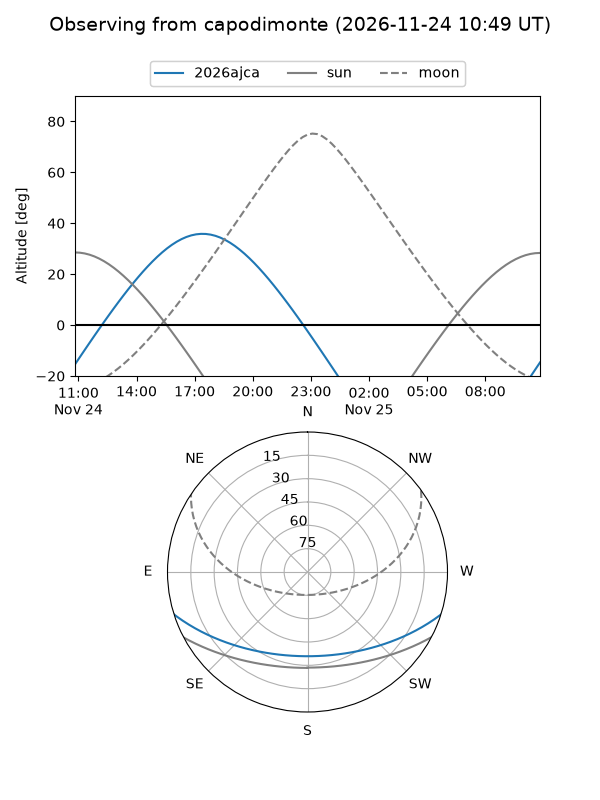 Observing from capodimonte (2026-11-24 10:49 UT)
2026ajca sun moon
Altitude [deg]
80
60
40
20
0
−20
11:00 14:00 17:00 20:00 23:00 02:00 05:00 08:00
Nov 24 Nov 25
N
NE NW
15
30
45
60
75
E W
SE SW
S